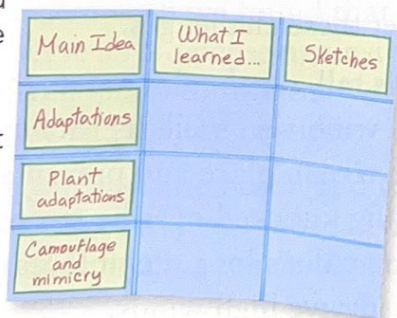 Main Idea
What I
learned...
Sketches
Adaptations
Plant
adaptations
Camouflage
and
mimicry